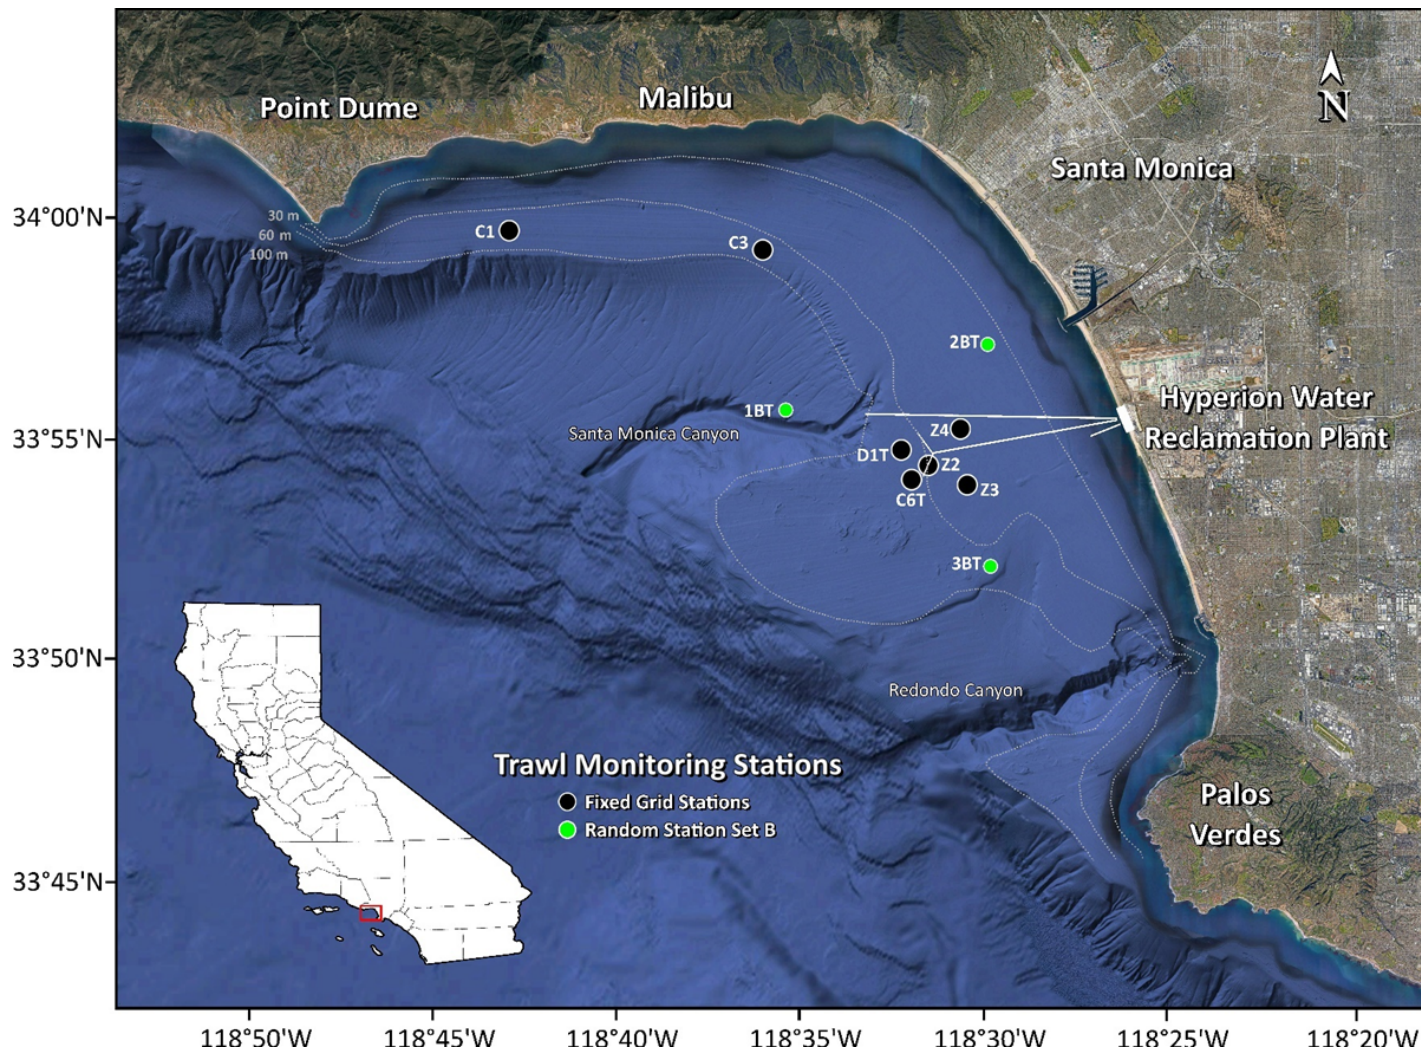 Point Dume
Malibu
N
Santa Monica
34°00'N
30 m
60 m
100 m
C1
C3
2BT
1BT
Santa Monica Canyon
Hyperion Water
Reclamation Plant
33°55'N
Z4
D1T
Z2
C6T
Z3
3BT
33°50'N
Redondo Canyon
Trawl Monitoring Stations
Fixed Grid Stations
Random Station Set B
Palos
Verdes
33°45'N
118°50'W
118°45'W
118°40'W
118°35'W
118°30'W
118°25'W
118°20'W